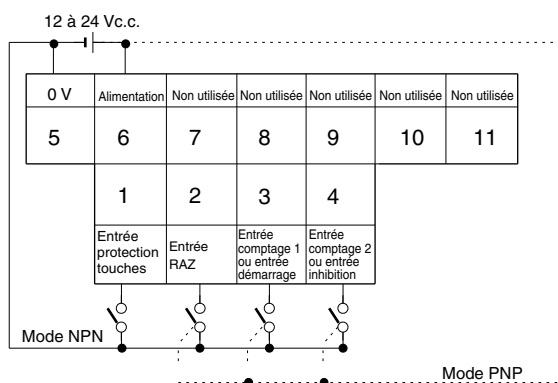 12 à 24 Vc.c.
0 V Alimentation Non utilisée Non utilisée Non utilisée Non utilisée Non utilisée
5 6 7 8 9 10 11
1 2 3 4
Entrée protection touches
Entrée RAZ
Entrée comptage 1 ou entrée démarrage
Entrée comptage 2 ou entrée inhibition
Mode NPN
Mode PNP